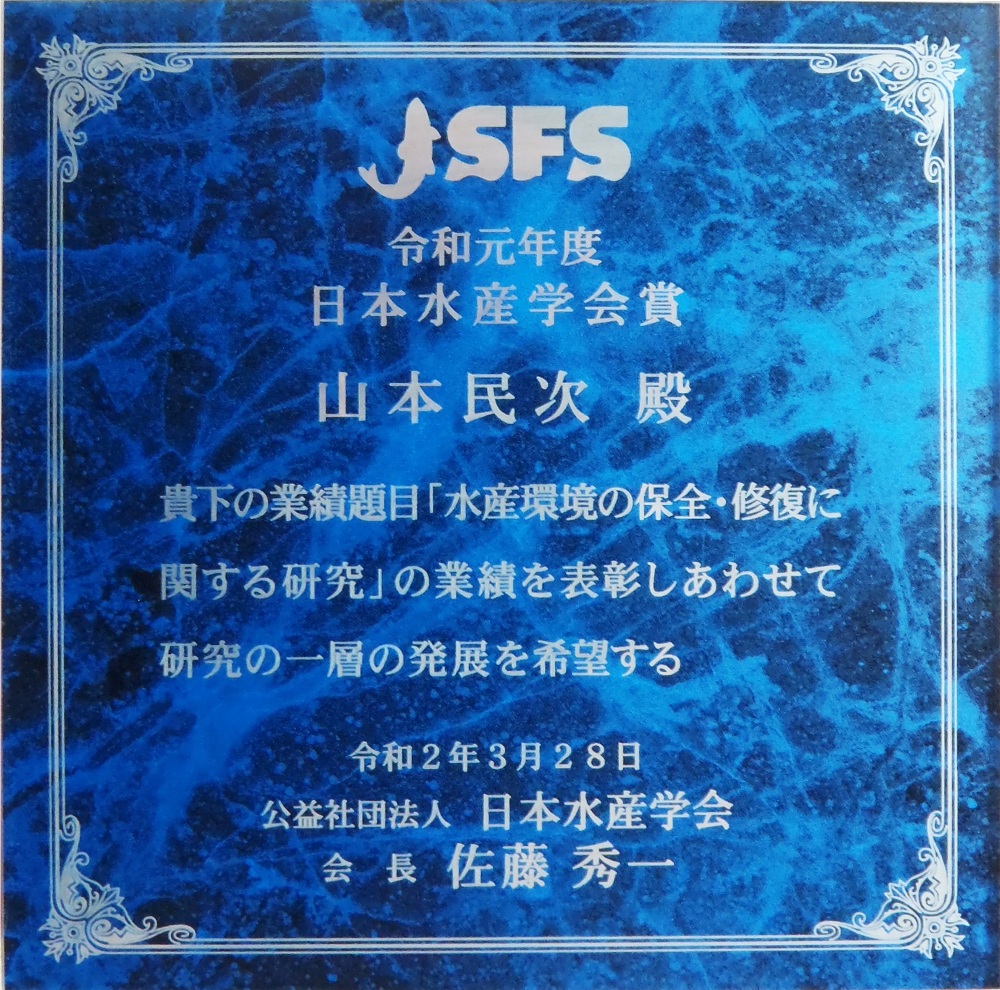 JSFS
令和元年度
日本水産学会賞
山本民次 殿
貴下の業績題目「水産環境の保全・修復に
関する研究」の業績を表彰しあわせて
研究の一層の発展を希望する
令和２年３月２８日
公益社団法人 日本水産学会
会 長 佐藤 秀一